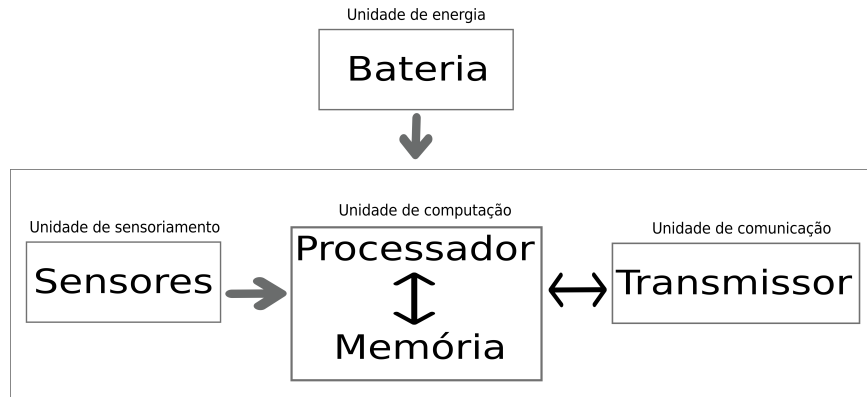 Unidade de energia
Bateria
Unidade de sensoriamento
Sensores
Unidade de computação
Processador
Memória
Unidade de comunicação
Transmissor